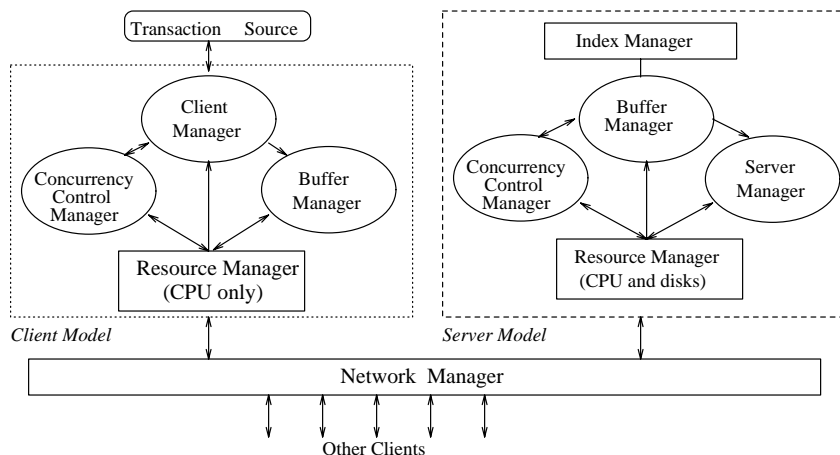 Transaction Source
Client
Manager
Concurrency
Control
Manager
Buffer
Manager
Resource Manager
(CPU only)
Client Model
Index Manager
Buffer
Manager
Concurrency
Control
Manager
Server
Manager
Resource Manager
(CPU and disks)
Server Model
Network Manager
Other Clients